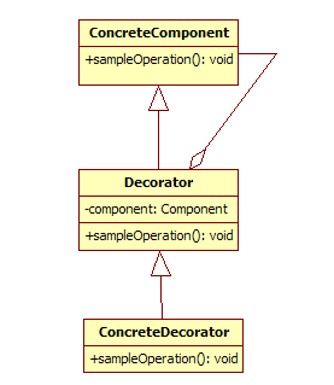 ConcreteComponent
+sampleOperation(): void
Decorator
-component: Component
+sampleOperation(): void
ConcreteDecorator
+sampleOperation(): void